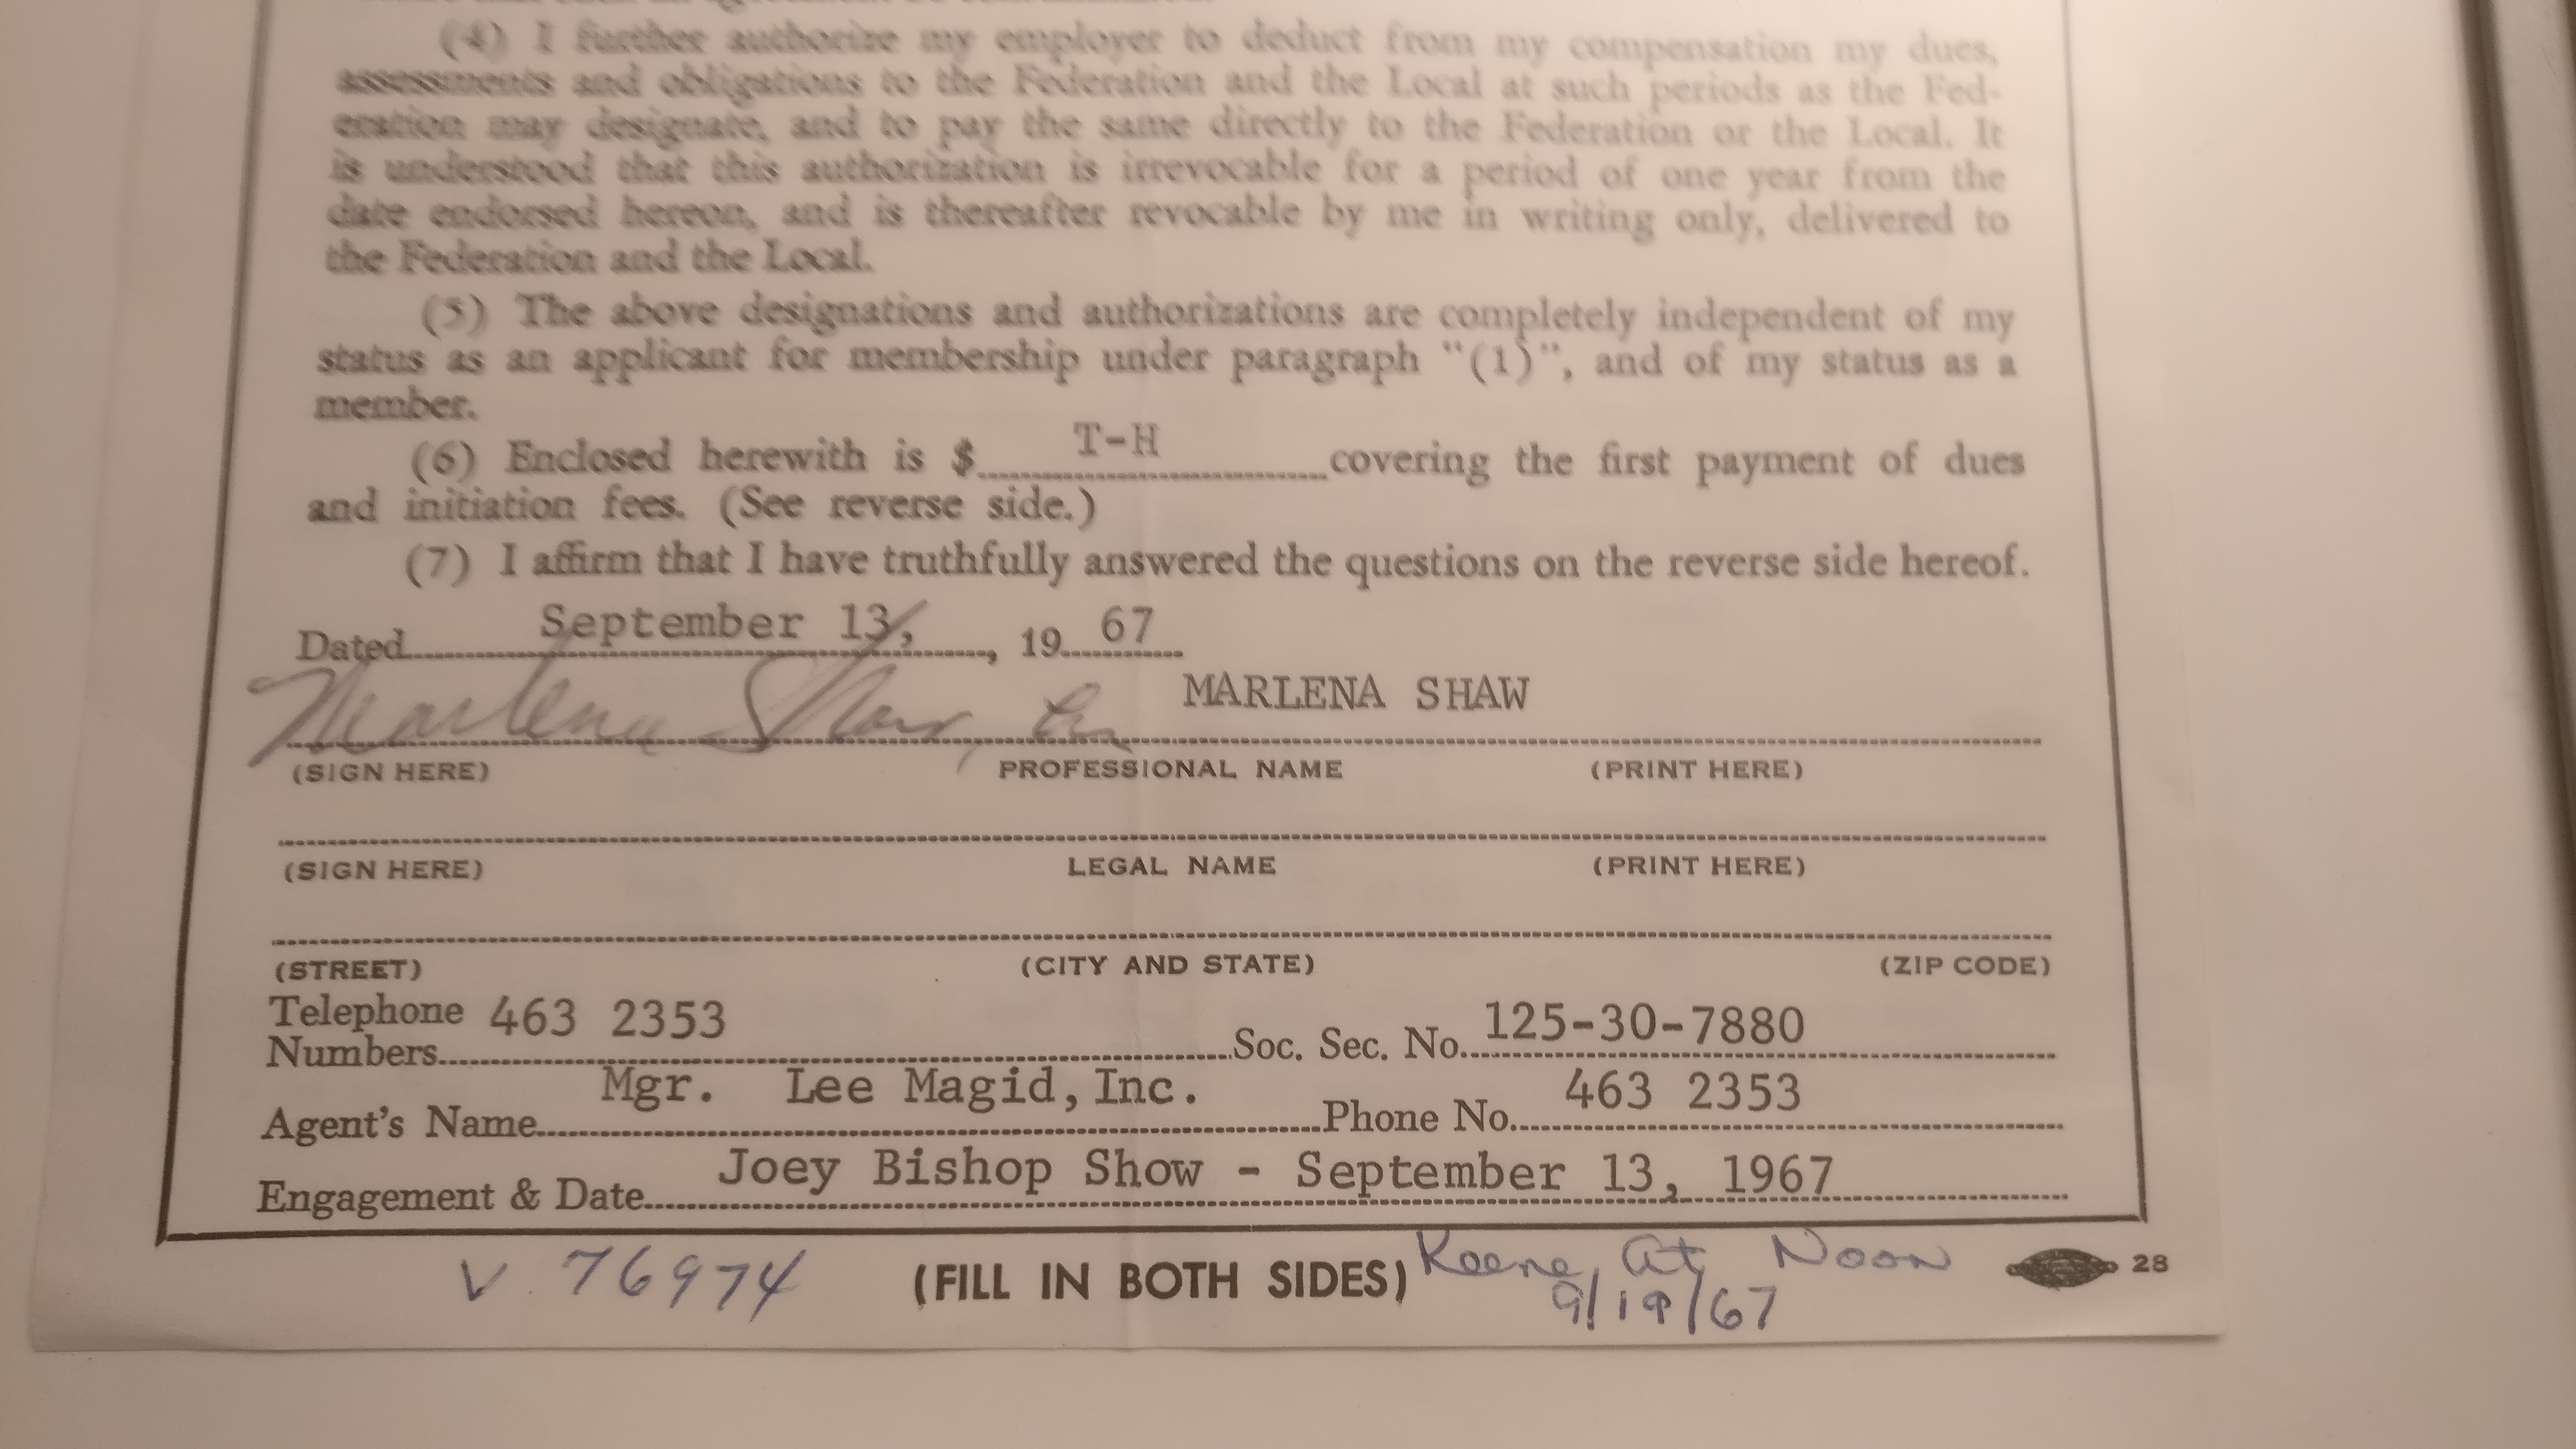 (4) I further authorize my employer to deduct from my compensation my dues,
assessments and obligations to the Federation and the Local at such periods as the Fed-
eration may designate, and to pay the same directly to the Federation or the Local. It
is understood that this authorization is irrevocable for a period of one year from the
date endorsed hereon, and is thereafter revocable by me in writing only, delivered to
the Federation and the Local.
(5) The above designations and authorizations are completely independent of my
status as an applicant for membership under paragraph "(1)", and of my status as a
member.
(6) Enclosed herewith is $ T-H covering the first payment of dues
and initiation fees. (See reverse side.)
(7) I affirm that I have truthfully answered the questions on the reverse side hereof.
Dated September 13, , 19 67
Marlena Shaw, MARLENA SHAW
(SIGN HERE) PROFESSIONAL NAME (PRINT HERE)
(SIGN HERE) LEGAL NAME (PRINT HERE)
(STREET) (CITY AND STATE) (ZIP CODE)
Telephone 463 2353
Numbers Soc. Sec. No. 125-30-7880
Agent's Name Mgr. Lee Magid, Inc. Phone No. 463 2353
Engagement & Date Joey Bishop Show - September 13, 1967
V 76974 (FILL IN BOTH SIDES) Keene at Noon 28
9/19/67